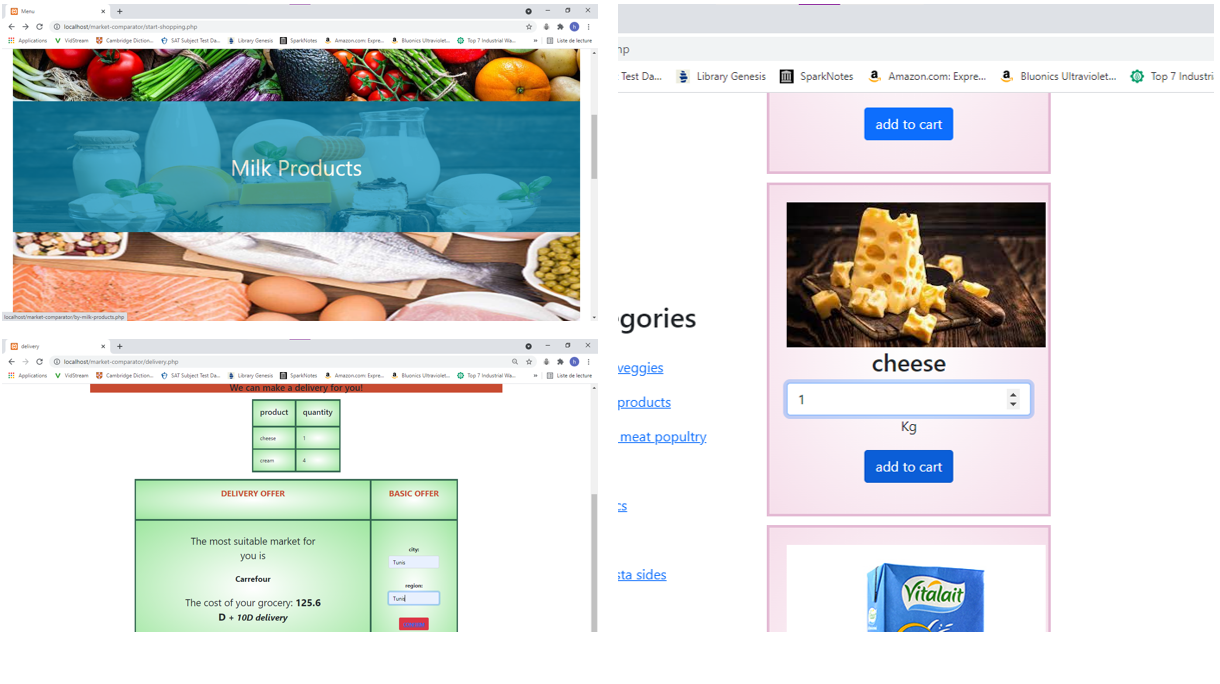 Menu
localhost/market-comparator/start-shopping.php
Applications VidStream Cambridge Diction... SAT Subject Test Da... Library Genesis SparkNotes Amazon.com: Expre... Bluonics Ultraviolet... Top 7 Industrial Wa... » Liste de lecture
Milk Products
localhost/market-comparator/by-milk-products.php
delivery
localhost/market-comparator/delivery.php
Applications VidStream Cambridge Diction... SAT Subject Test Da... Library Genesis SparkNotes Amazon.com: Expre... Bluonics Ultraviolet... Top 7 Industrial Wa... » Liste de lecture
We can make a delivery for you!
product quantity
cheese 1
cream 4
DELIVERY OFFER BASIC OFFER
The most suitable market for
you is
Carrefour
The cost of your grocery: 125.6
D + 10D delivery
city:
Tunis
region:
Tunis
np
Test Da... Library Genesis SparkNotes Amazon.com: Expre... Bluonics Ultraviolet... Top 7 Industri
add to cart
cheese
1
Kg
add to cart
gories
veggies
products
meat popultry
cs
sta sides
Vitalait